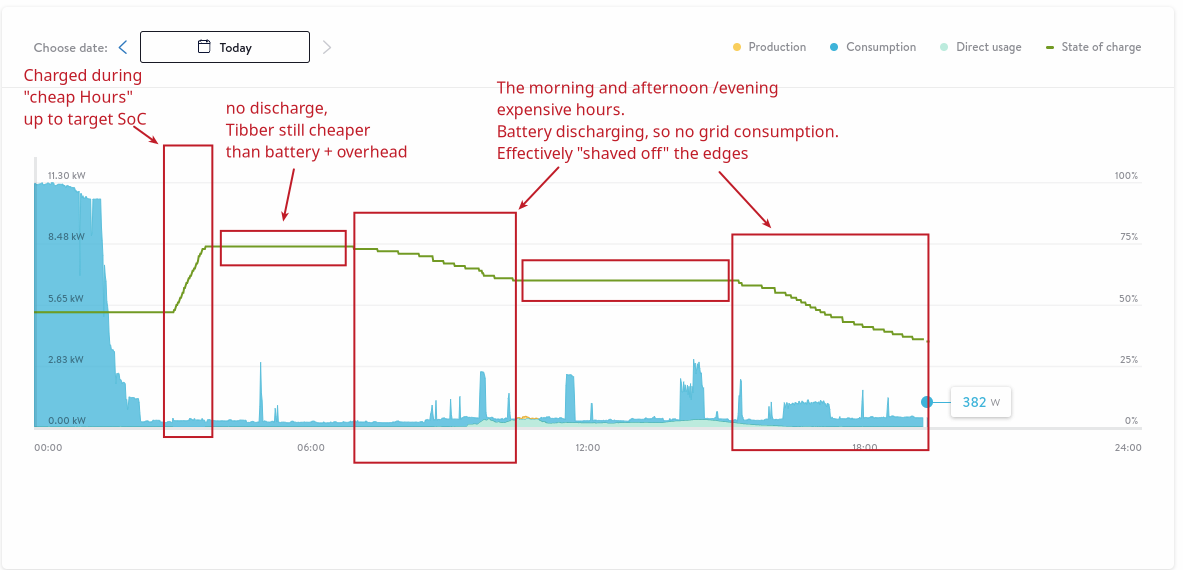 Choose date:
Today
Production
Consumption
Direct usage
State of charge
Charged during
"cheap Hours"
up to target SoC
no discharge,
Tibber still cheaper
than battery + overhead
The morning and afternoon /evening
expensive hours.
Battery discharging, so no grid consumption.
Effectively "shaved off" the edges
11.30 kW
100%
8.48 kW
75%
5.65 kW
50%
2.83 kW
25%
382 W
0.00 kW
0%
00:00
06:00
12:00
18:00
24:00